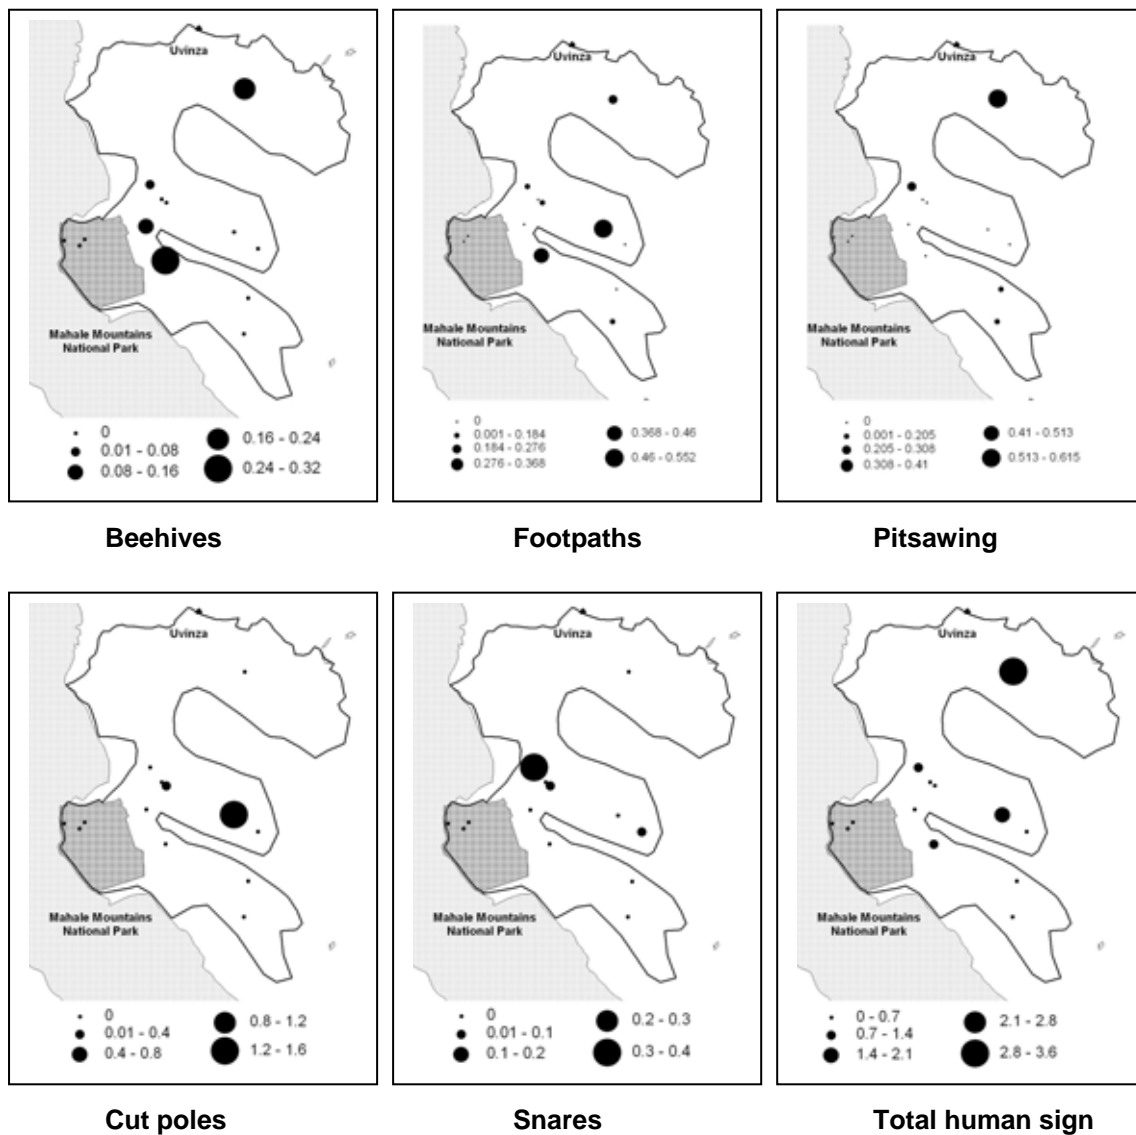 Uvinza
Mahale Mountains
National Park
0
0.01 - 0.08
0.08 - 0.16
0.16 - 0.24
0.24 - 0.32
Beehives
Uvinza
Mahale Mountains
National Park
0
0.001 - 0.184
0.184 - 0.276
0.276 - 0.368
0.368 - 0.46
0.46 - 0.552
Footpaths
Uvinza
Mahale Mountains
National Park
0
0.001 - 0.205
0.205 - 0.308
0.308 - 0.41
0.41 - 0.513
0.513 - 0.615
Pitsawing
Uvinza
Mahale Mountains
National Park
0
0.01 - 0.4
0.4 - 0.8
0.8 - 1.2
1.2 - 1.6
Cut poles
Uvinza
Mahale Mountains
National Park
0
0.01 - 0.1
0.1 - 0.2
0.2 - 0.3
0.3 - 0.4
Snares
Uvinza
Mahale Mountains
National Park
0 - 0.7
0.7 - 1.4
1.4 - 2.1
2.1 - 2.8
2.8 - 3.6
Total human sign